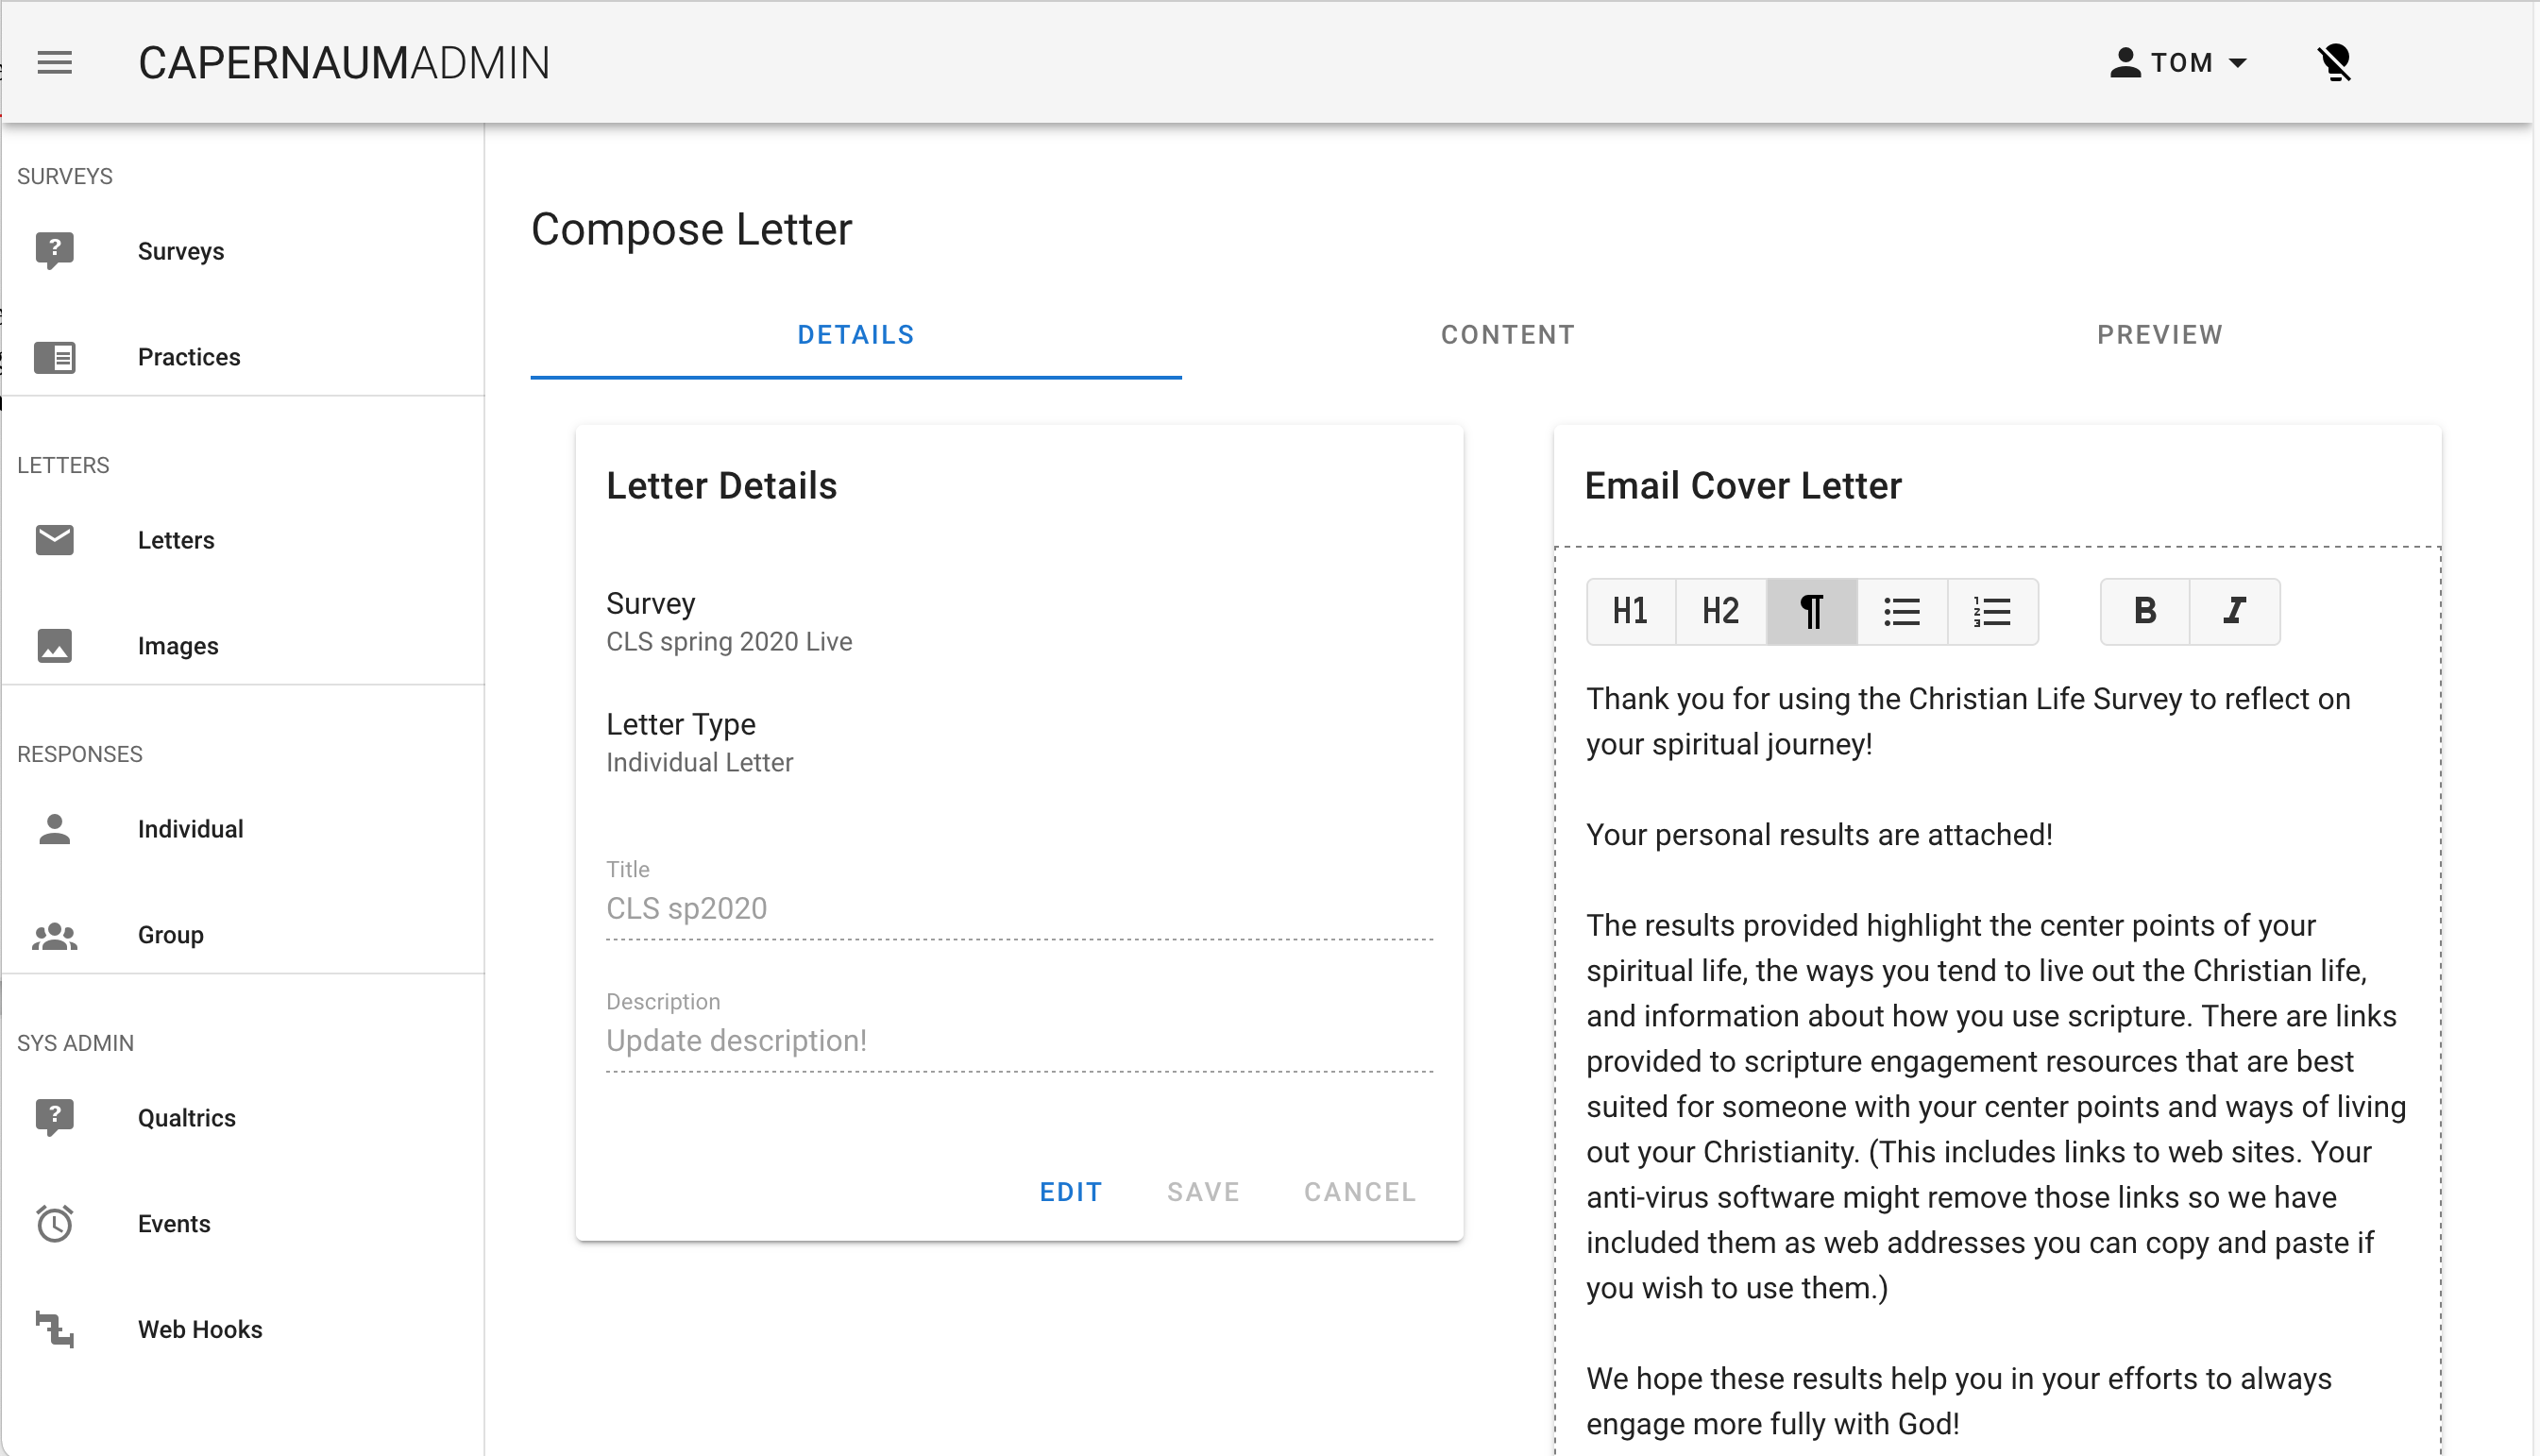 CAPERNAUMADMIN
TOM
SURVEYS
Surveys
Practices
LETTERS
Letters
Images
RESPONSES
Individual
Group
SYS ADMIN
Qualtrics
Events
Web Hooks
Compose Letter
DETAILS
CONTENT
PREVIEW
Letter Details
Survey
CLS spring 2020 Live
Letter Type
Individual Letter
Title
CLS sp2020
Description
Update description!
EDIT
SAVE
CANCEL
Email Cover Letter
H1
H2
¶
B
I
Thank you for using the Christian Life Survey to reflect on
your spiritual journey!
Your personal results are attached!
The results provided highlight the center points of your
spiritual life, the ways you tend to live out the Christian life,
and information about how you use scripture. There are links
provided to scripture engagement resources that are best
suited for someone with your center points and ways of living
out your Christianity. (This includes links to web sites. Your
anti-virus software might remove those links so we have
included them as web addresses you can copy and paste if
you wish to use them.)
We hope these results help you in your efforts to always
engage more fully with God!